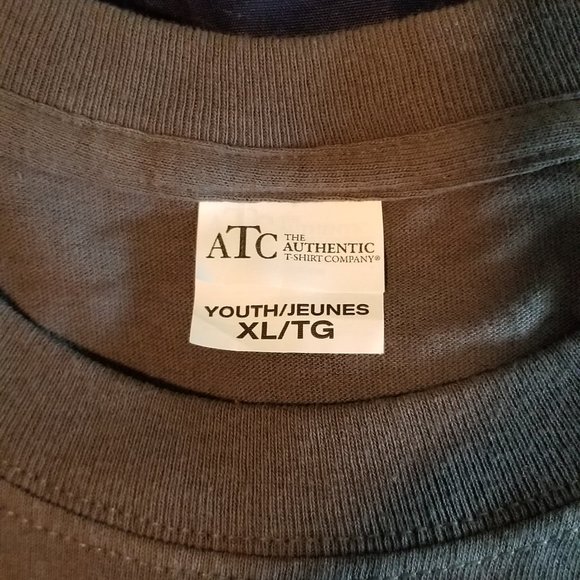 ATC THE
AUTHENTIC
T-SHIRT COMPANY®
YOUTH/JEUNES
XL/TG